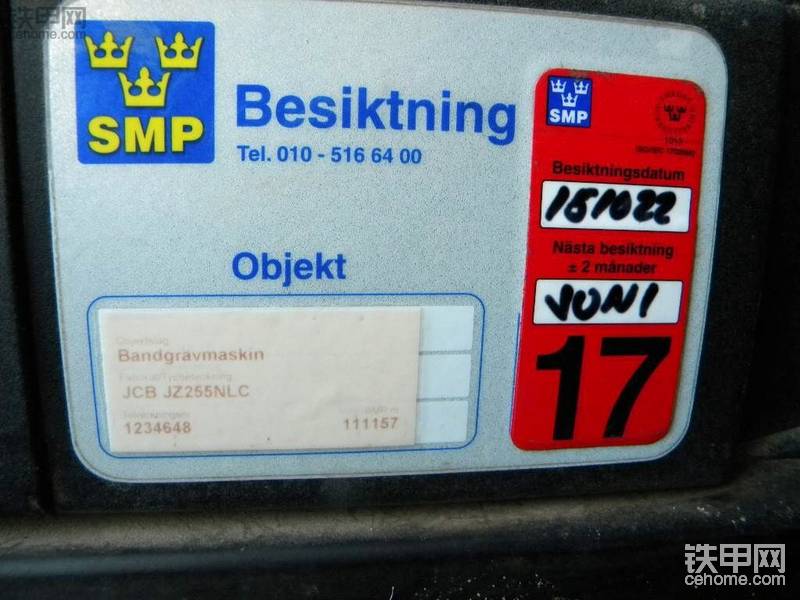 铁甲网
cehome.com
SMP
Besiktning
Tel. 010 - 516 64 00
SMP
Besiktningsdatum
151022
Nästa besiktning
± 2 månader
JUNI
17
Objekt
Bandgrävmaskin
JCB JZ255NLC
1234648
111157
铁甲网
cehome.com